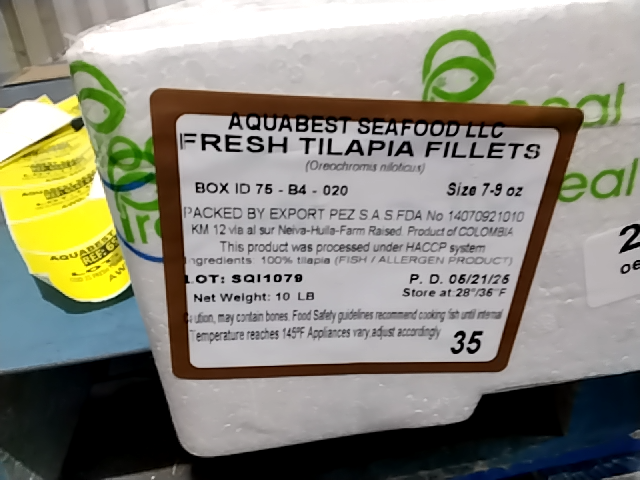 AQUABEST SEAFOOD LLC
FRESH TILAPIA FILLETS
(Oreochromis niloticus)
BOX ID 75 - B4 - 020 Size 7-9 oz
PACKED BY EXPORT PEZ S.A.S.FDA No 14070921010
KM 12 via al sur Neiva-Huila-Farm Raised. Product of COLOMBIA
This product was processed under HACCP system
Ingredients: 100% tilapia (FISH / ALLERGEN PRODUCT)
LOT: SQI1079 P. D. 05/21/25
Net Weight: 10 LB Store at 28°/36°F
Caution, may contain bones. Food Safety guidelines recommend cooking fish until internal
Temperature reaches 145°F Appliances vary,adjust accordingly
35
AQUABEST